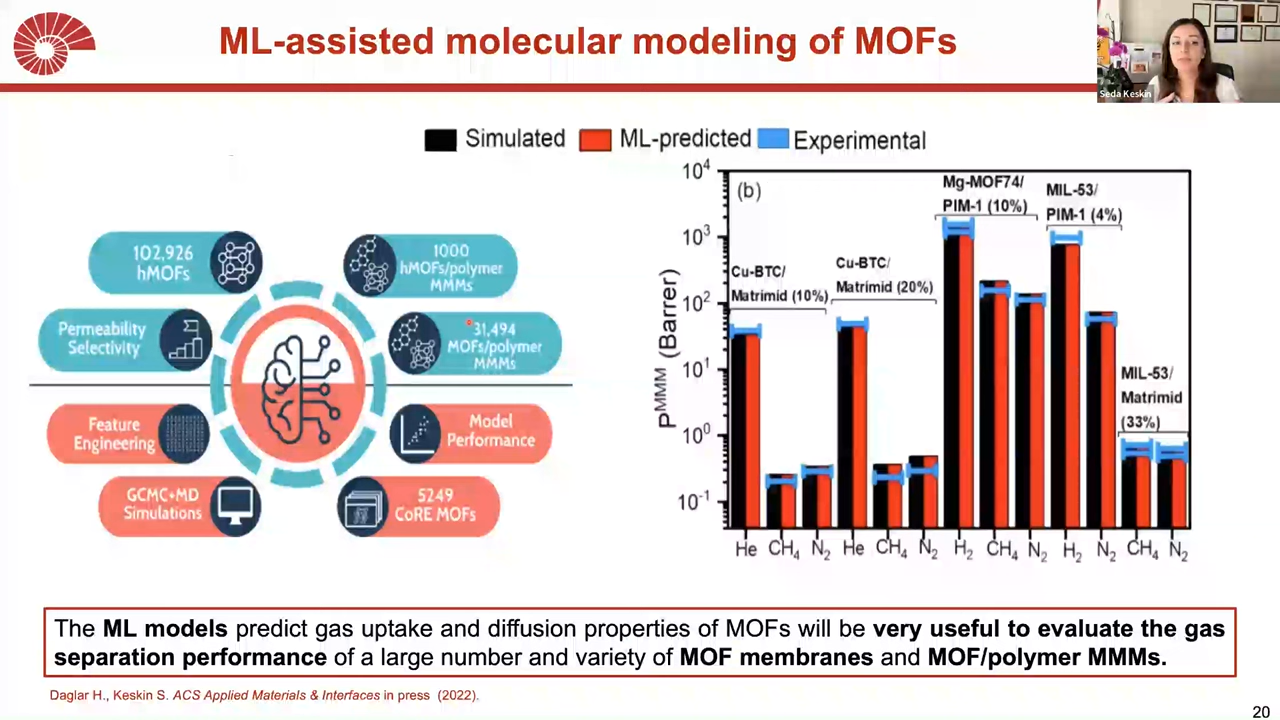 ML-assisted molecular modeling of MOFs
Seda Keskin
Simulated
ML-predicted
Experimental
102,926
hMOFs
1000
hMOFs/polymer
MMMs
Permeability
Selectivity
31,494
MOFs/polymer
MMMs
Feature
Engineering
Model
Performance
GCMC+MD
Simulations
5249
CoRE MOFs
(b)
P^MMM (Barrer)
10⁴
10³
10²
10¹
10⁰
10⁻¹
Cu-BTC/
Matrimid (10%)
Cu-BTC/
Matrimid (20%)
Mg-MOF74/
PIM-1 (10%)
MIL-53/
PIM-1 (4%)
MIL-53/
Matrimid
(33%)
He CH₄ N₂ He CH₄ N₂ H₂ CH₄ N₂ H₂ N₂ CH₄ N₂
The ML models predict gas uptake and diffusion properties of MOFs will be very useful to evaluate the gas
separation performance of a large number and variety of MOF membranes and MOF/polymer MMMs.
Daglar H., Keskin S. ACS Applied Materials & Interfaces in press (2022).
20